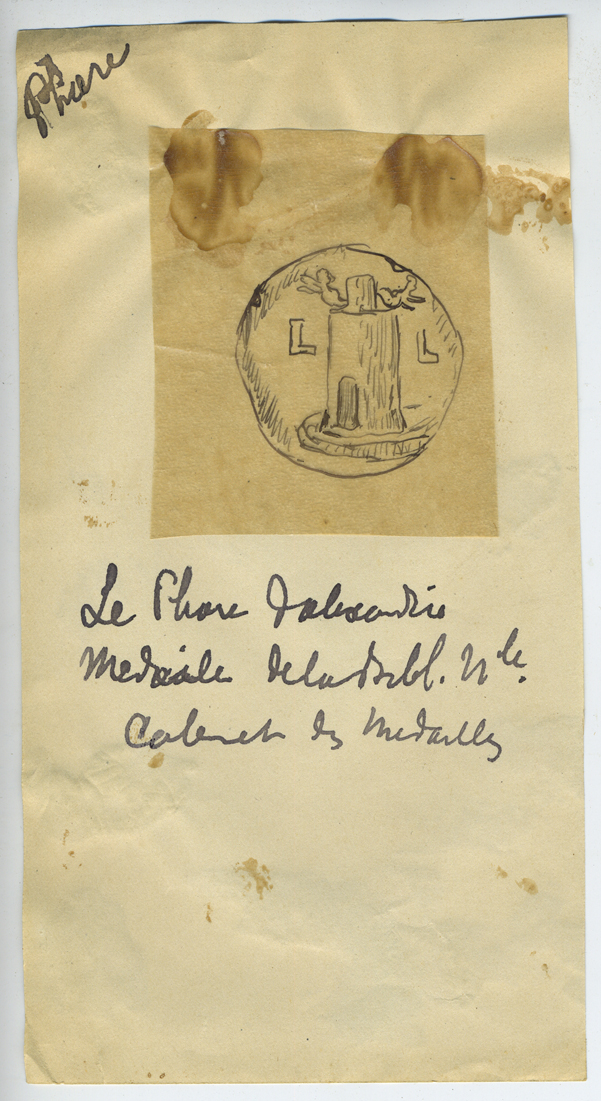 Phare
L L
Le Phare d'alexandrie
Medaille de la Bibl. Nle.
Cabinet des Medailles